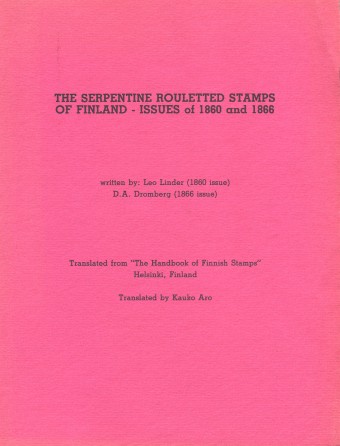 THE SERPENTINE ROULETTED STAMPS
OF FINLAND - ISSUES of 1860 and 1866
written by: Leo Linder (1860 issue)
D.A. Dromberg (1866 issue)
Translated from "The Handbook of Finnish Stamps"
Helsinki, Finland
Translated by Kauko Aro